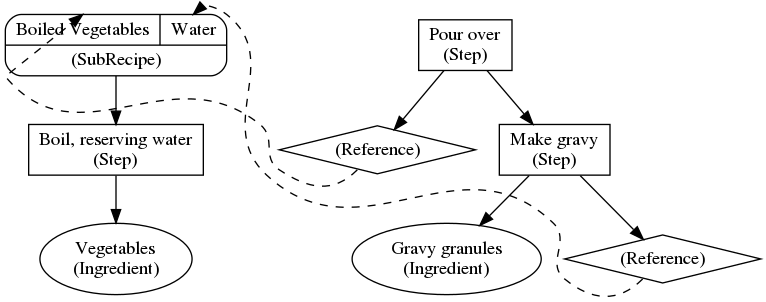 Boiled Vegetables
Water
(SubRecipe)
Pour over
(Step)
Boil, reserving water
(Step)
(Reference)
Make gravy
(Step)
Vegetables
(Ingredient)
Gravy granules
(Ingredient)
(Reference)